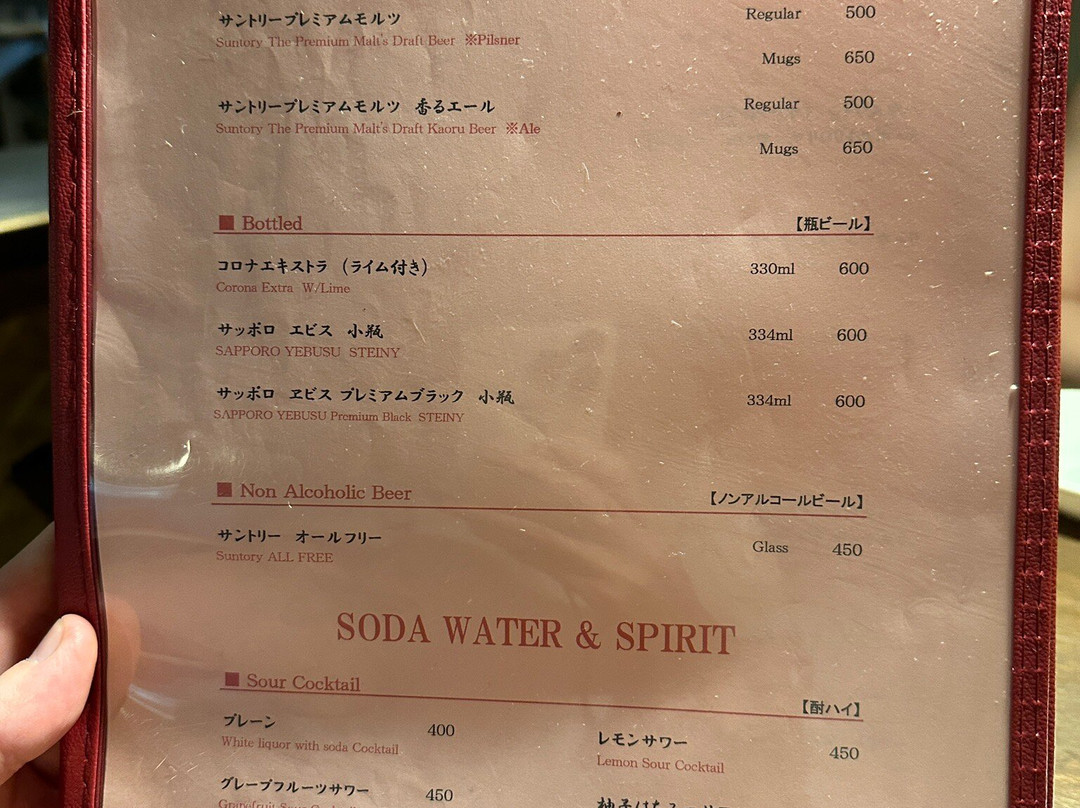 サントリープレミアムモルツ Regular 500
Suntory The Premium Malt's Draft Beer ※Pilsner
Mugs 650
サントリープレミアムモルツ 香るエール Regular 500
Suntory The Premium Malt's Draft Kaoru Beer ※Ale
Mugs 650
■ Bottled 【瓶ビール】
コロナエキストラ (ライム付き) 330ml 600
Corona Extra W/Lime
サッポロ エビス 小瓶 334ml 600
SAPPORO YEBUSU STEINY
サッポロ ヱビス プレミアムブラック 小瓶 334ml 600
SAPPORO YEBUSU Premium Black STEINY
■ Non Alcoholic Beer 【ノンアルコールビール】
サントリー オールフリー Glass 450
Suntory ALL FREE
SODA WATER & SPIRIT
■ Sour Cocktail 【酎ハイ】
プレーン 400
White liquor with soda Cocktail
レモンサワー 450
Lemon Sour Cocktail
グレープフルーツサワー 450
Grapefruit Sour